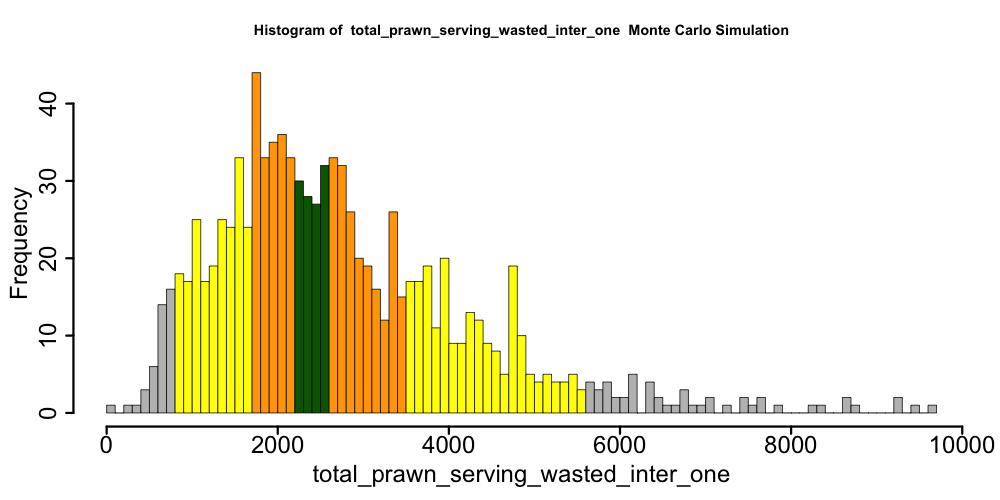 Histogram of  total_prawn_serving_wasted_inter_one  Monte Carlo Simulation
Frequency
40
30
20
10
0
0 2000 4000 6000 8000 10000
total_prawn_serving_wasted_inter_one